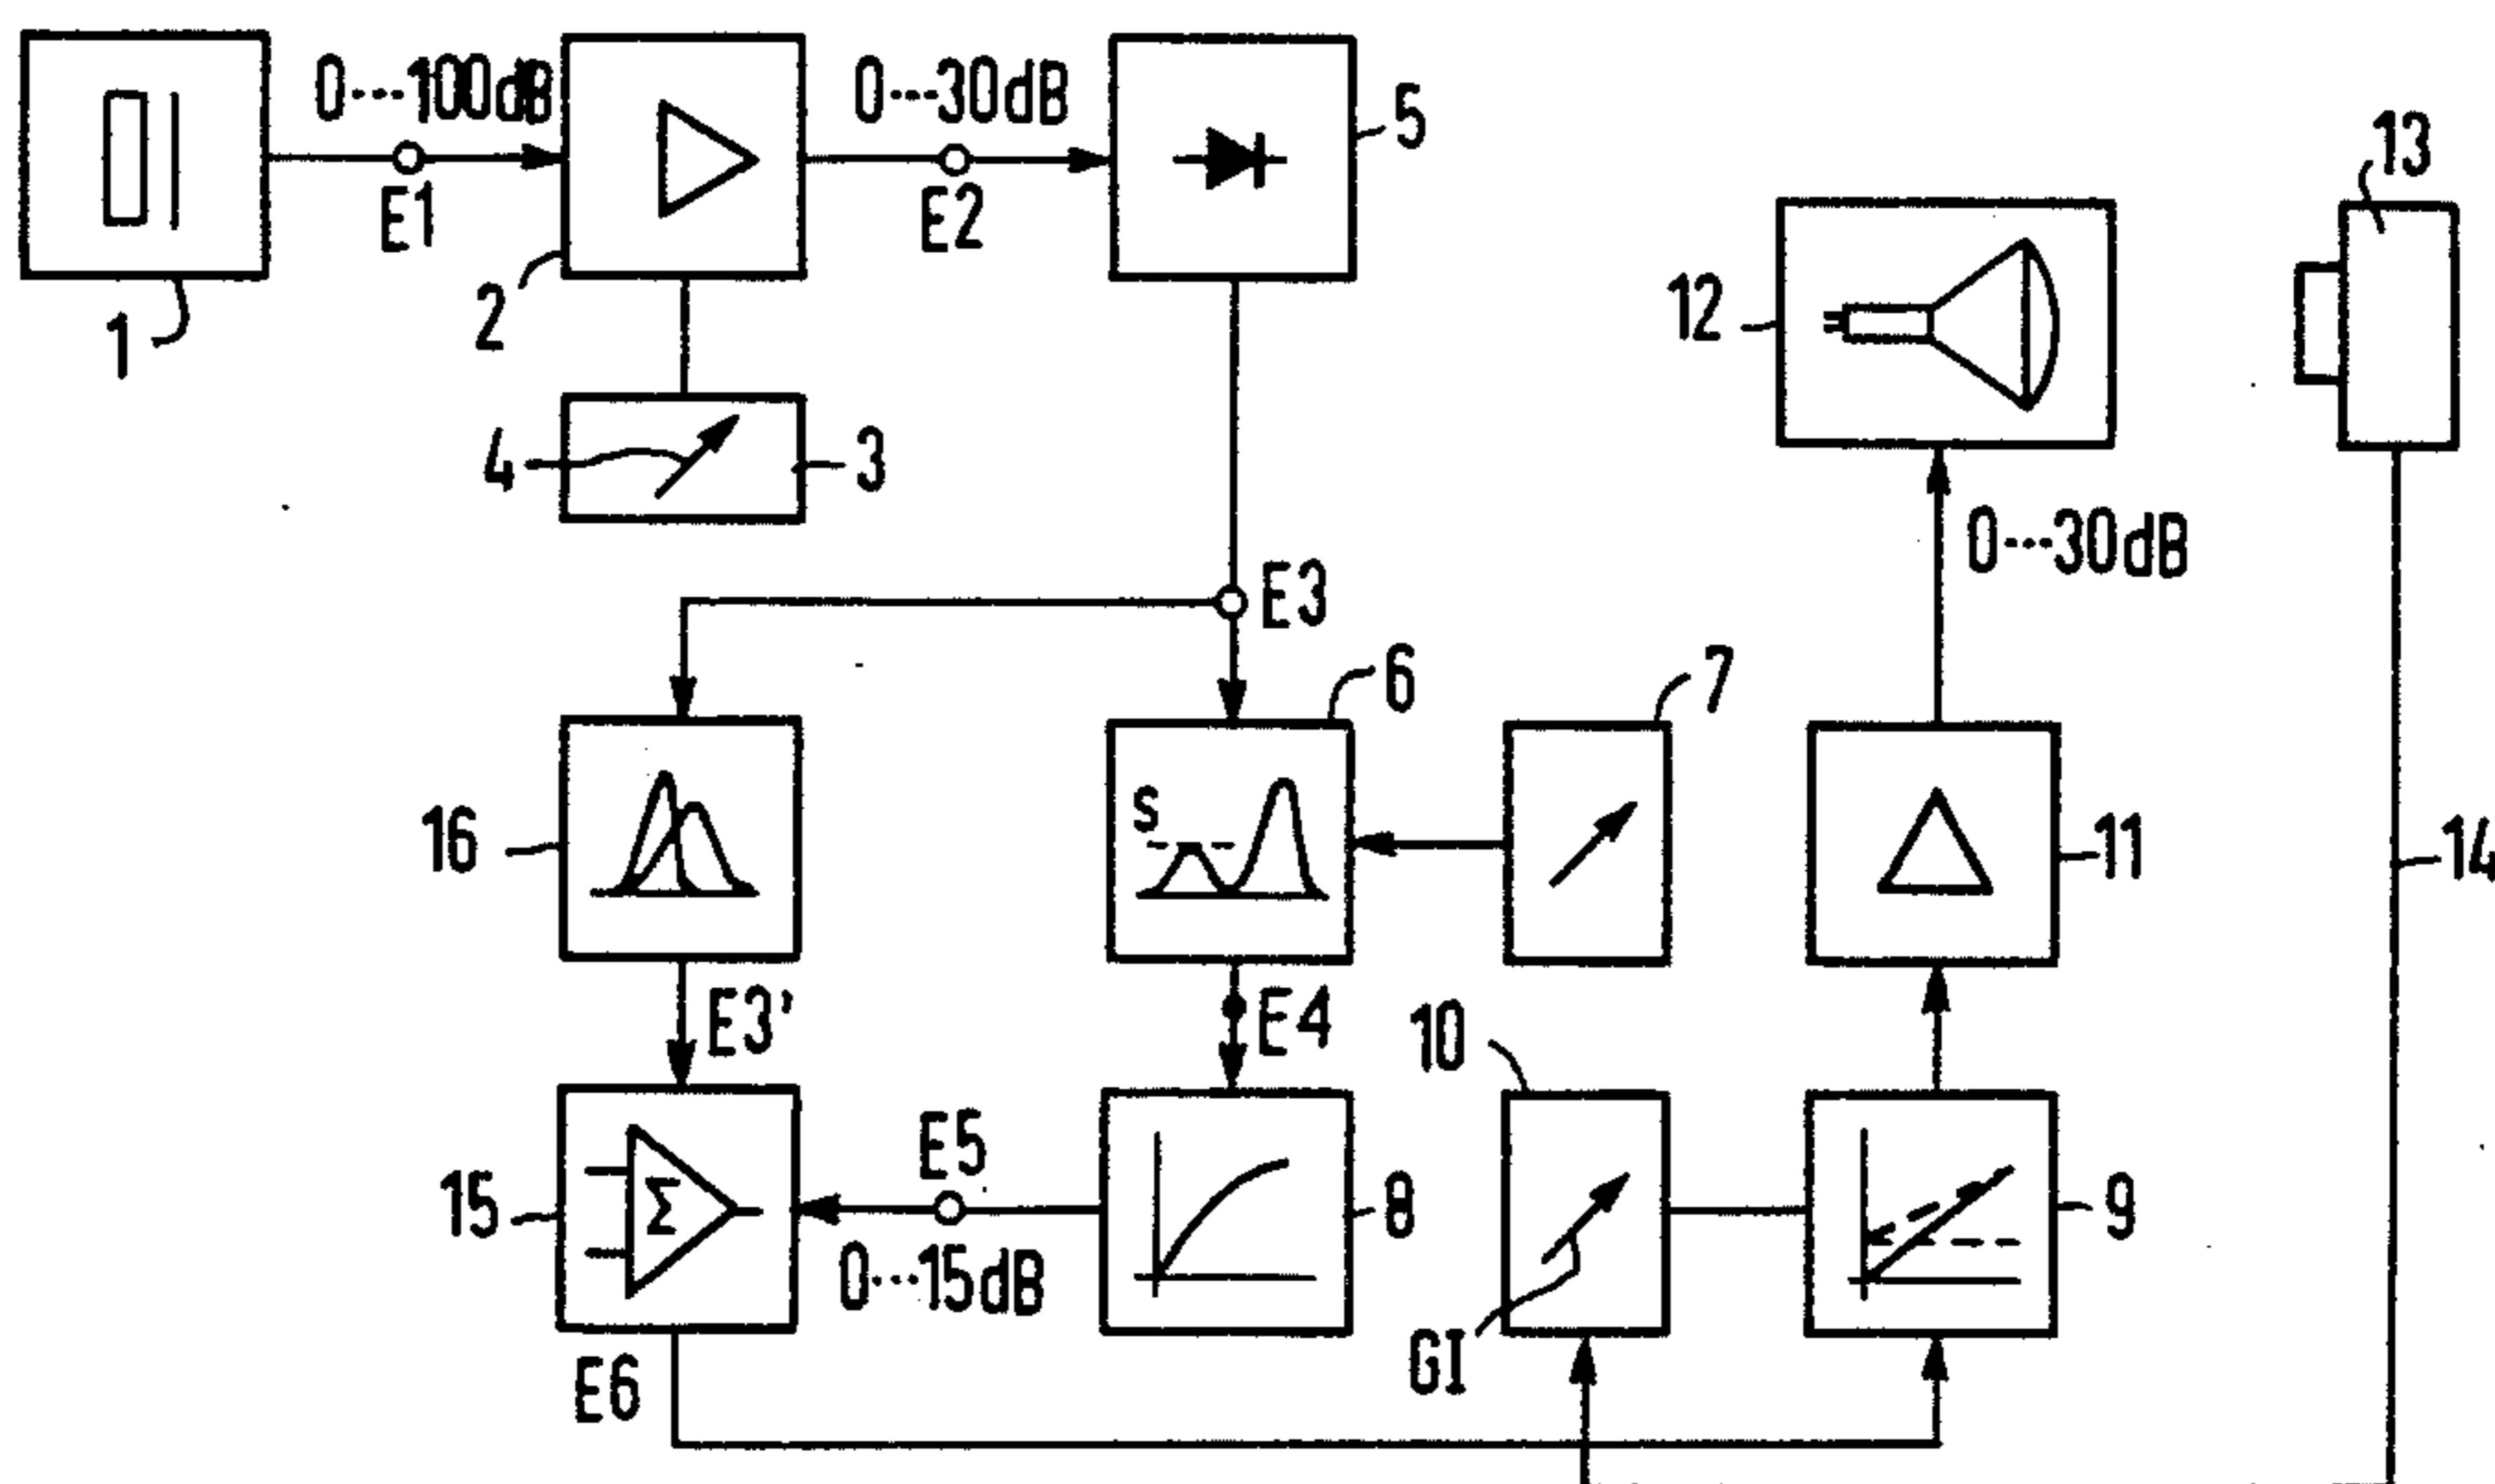 0---100dB
E1
1
2
0---30dB
E2
5
4
3
12
13
0---30dB
E3
16
6
S
7
11
14
E3'
E4
10
15
Σ
E5
0---15dB
8
GI
9
E6